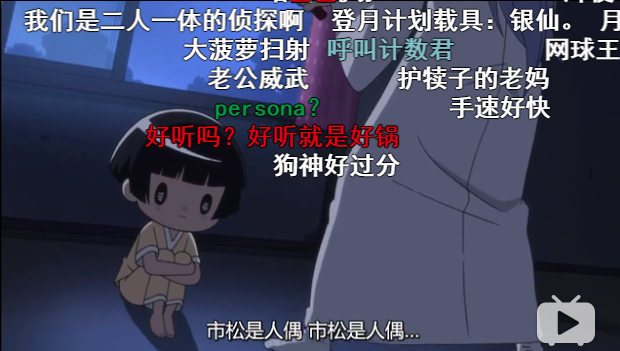 我们是二人一体的侦探啊 登月计划载具：银仙。 月
大菠萝扫射 呼叫计数君 网球王
老公威武 护犊子的老妈
persona？ 手速好快
好听吗？好听就是好锅
狗神好过分
市松是人偶 市松是人偶...